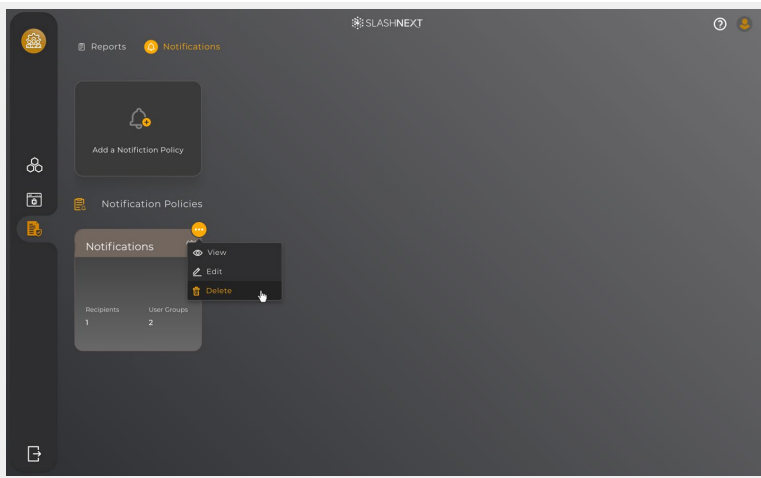 SLASHNEXT
Reports
Notifications
Add a Notifiction Policy
Notification Policies
Notifications
View
Edit
Delete
Recipients User Groups
1 2